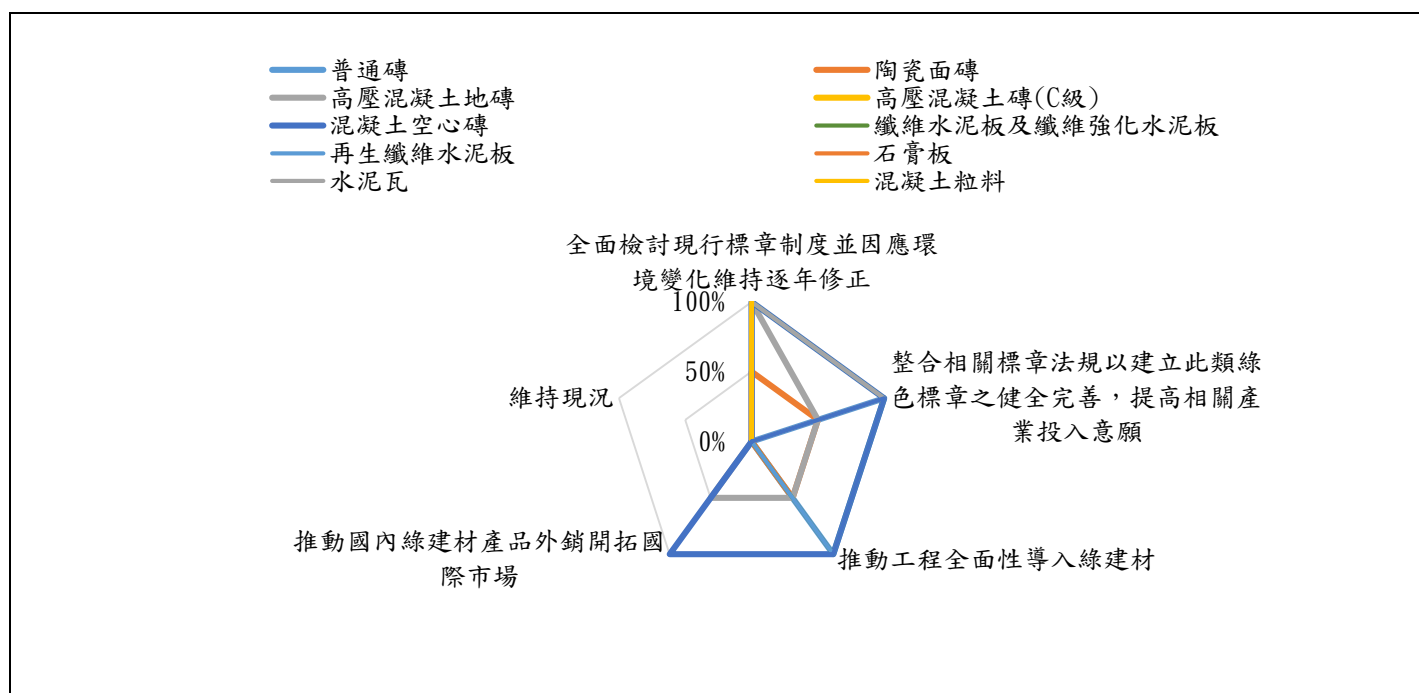 普通磚
陶瓷面磚
高壓混凝土地磚
高壓混凝土磚(C級)
混凝土空心磚
纖維水泥板及纖維強化水泥板
再生纖維水泥板
石膏板
水泥瓦
混凝土粒料
全面檢討現行標章制度並因應環
境變化維持逐年修正
100%
50%
0%
整合相關標章法規以建立此類綠
色標章之健全完善，提高相關產
業投入意願
維持現況
推動國內綠建材產品外銷開拓國
際市場
推動工程全面性導入綠建材